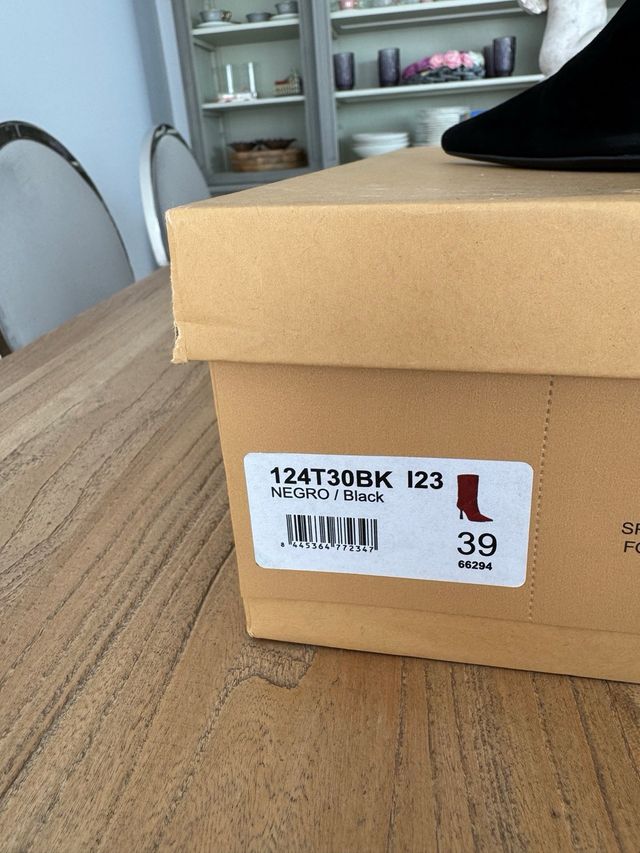 124T30BK I23
NEGRO / Black
8 445364 772347
39
66294